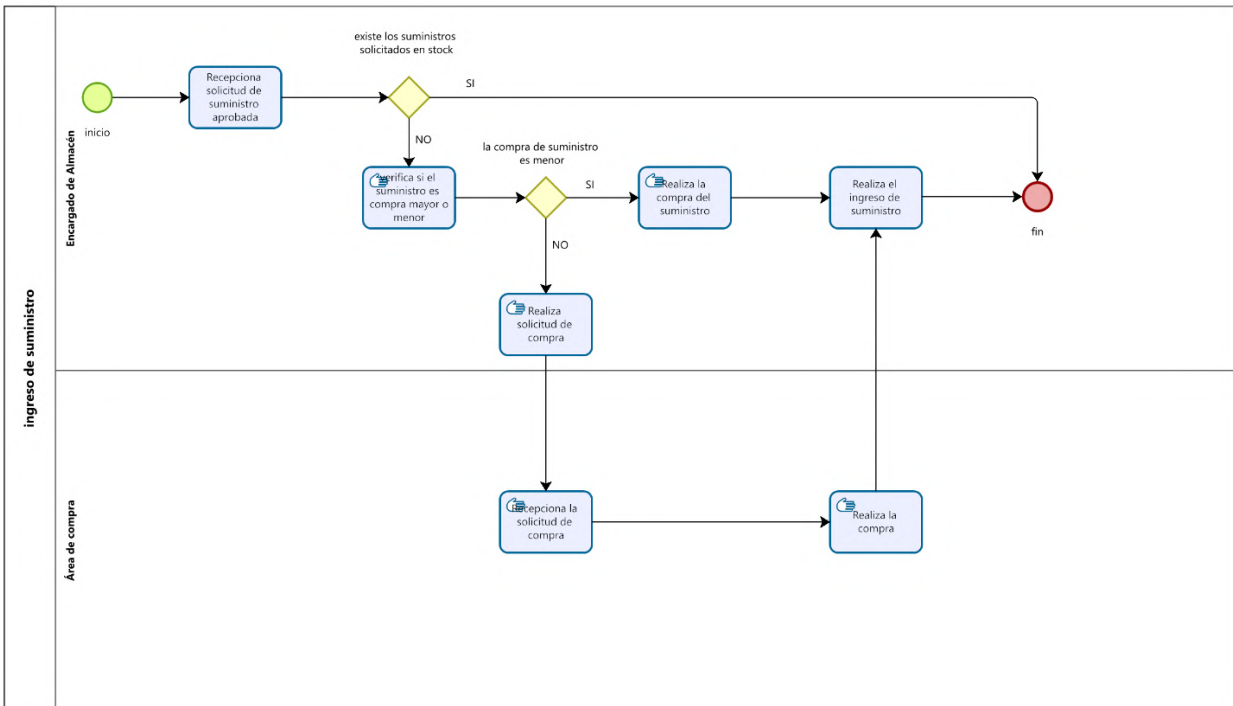 ingreso de suministro
Encargado de Almacén
existe los suministros
solicitados en stock
SI
Recepciona
solicitud de
suministro
aprobada
inicio
NO
la compra de suministro
es menor
verifica si el
suministro es
compra mayor o
menor
SI
Realiza la
compra del
suministro
Realiza el
ingreso de
suministro
fin
NO
Realiza
solicitud de
compra
Área de compra
Recepciona la
solicitud de
compra
Realiza la
compra